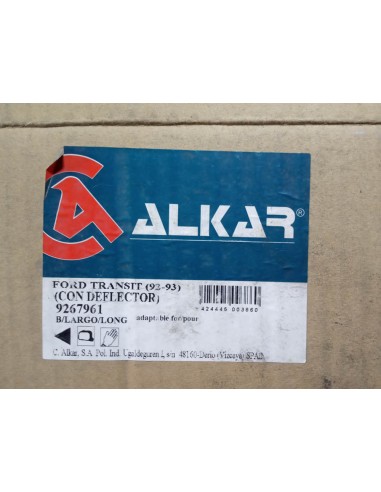 ALKAR®
FORD TRANSIT (92-93)
(CON DEFLECTOR)
9267961
B/LARGO/LONG adaptable for/pour
424445 003660
C. Alkar, S.A. Pol. Ind. Ugaldeguren I, s/n 48160-Derio (Vizcaya) SPAIN